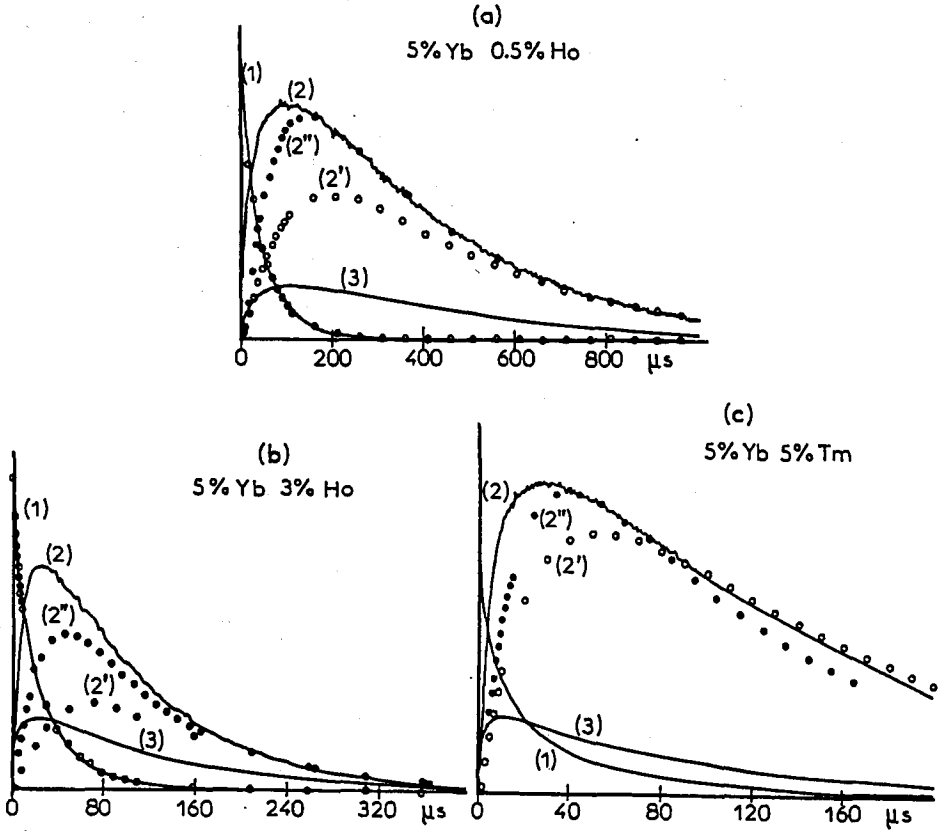 (a)
5% Yb 0.5% Ho
(1)
(2)
(2")
(2')
(3)
0 200 400 600 800 μs
(b)
5% Yb 3% Ho
(1)
(2)
(2")
(2')
(3)
0 80 160 240 320 μs
(c)
5% Yb 5% Tm
(2)
(2")
(2')
(3)
(1)
0 40 80 120 160 μs